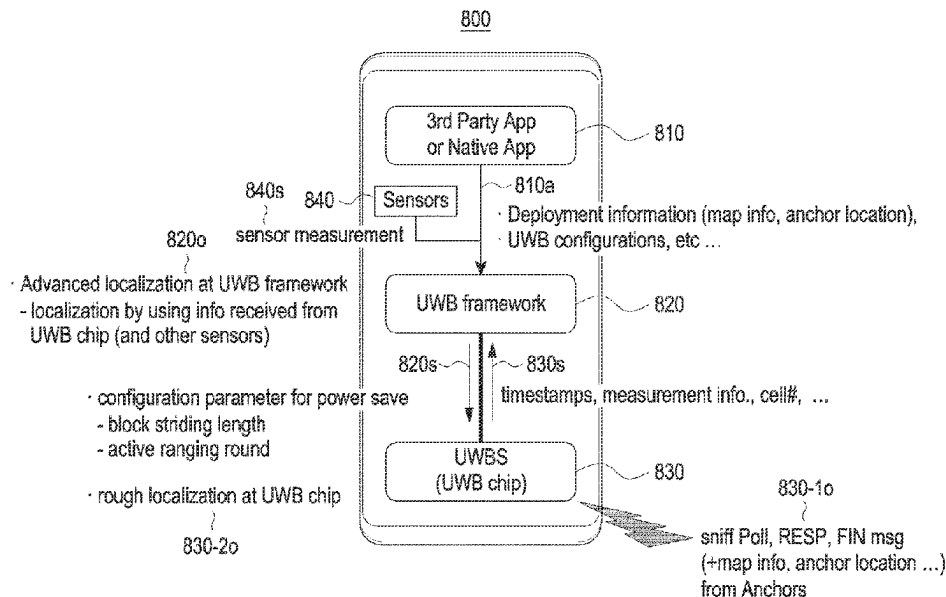 800
3rd Party App
or Native App
810
810a
840s
840
Sensors
sensor measurement
· Deployment information (map info, anchor location),
UWB configurations, etc ...
820o
· Advanced localization at UWB framework
- localization by using info received from
UWB chip (and other sensors)
UWB framework
820
820s
830s
timestamps, measurement info., cell#, ...
· configuration parameter for power save
- block striding length
- active ranging round
UWBS
(UWB chip)
830
· rough localization at UWB chip
830-2o
830-1o
sniff Poll, RESP, FIN msg
(+map info, anchor location ...)
from Anchors